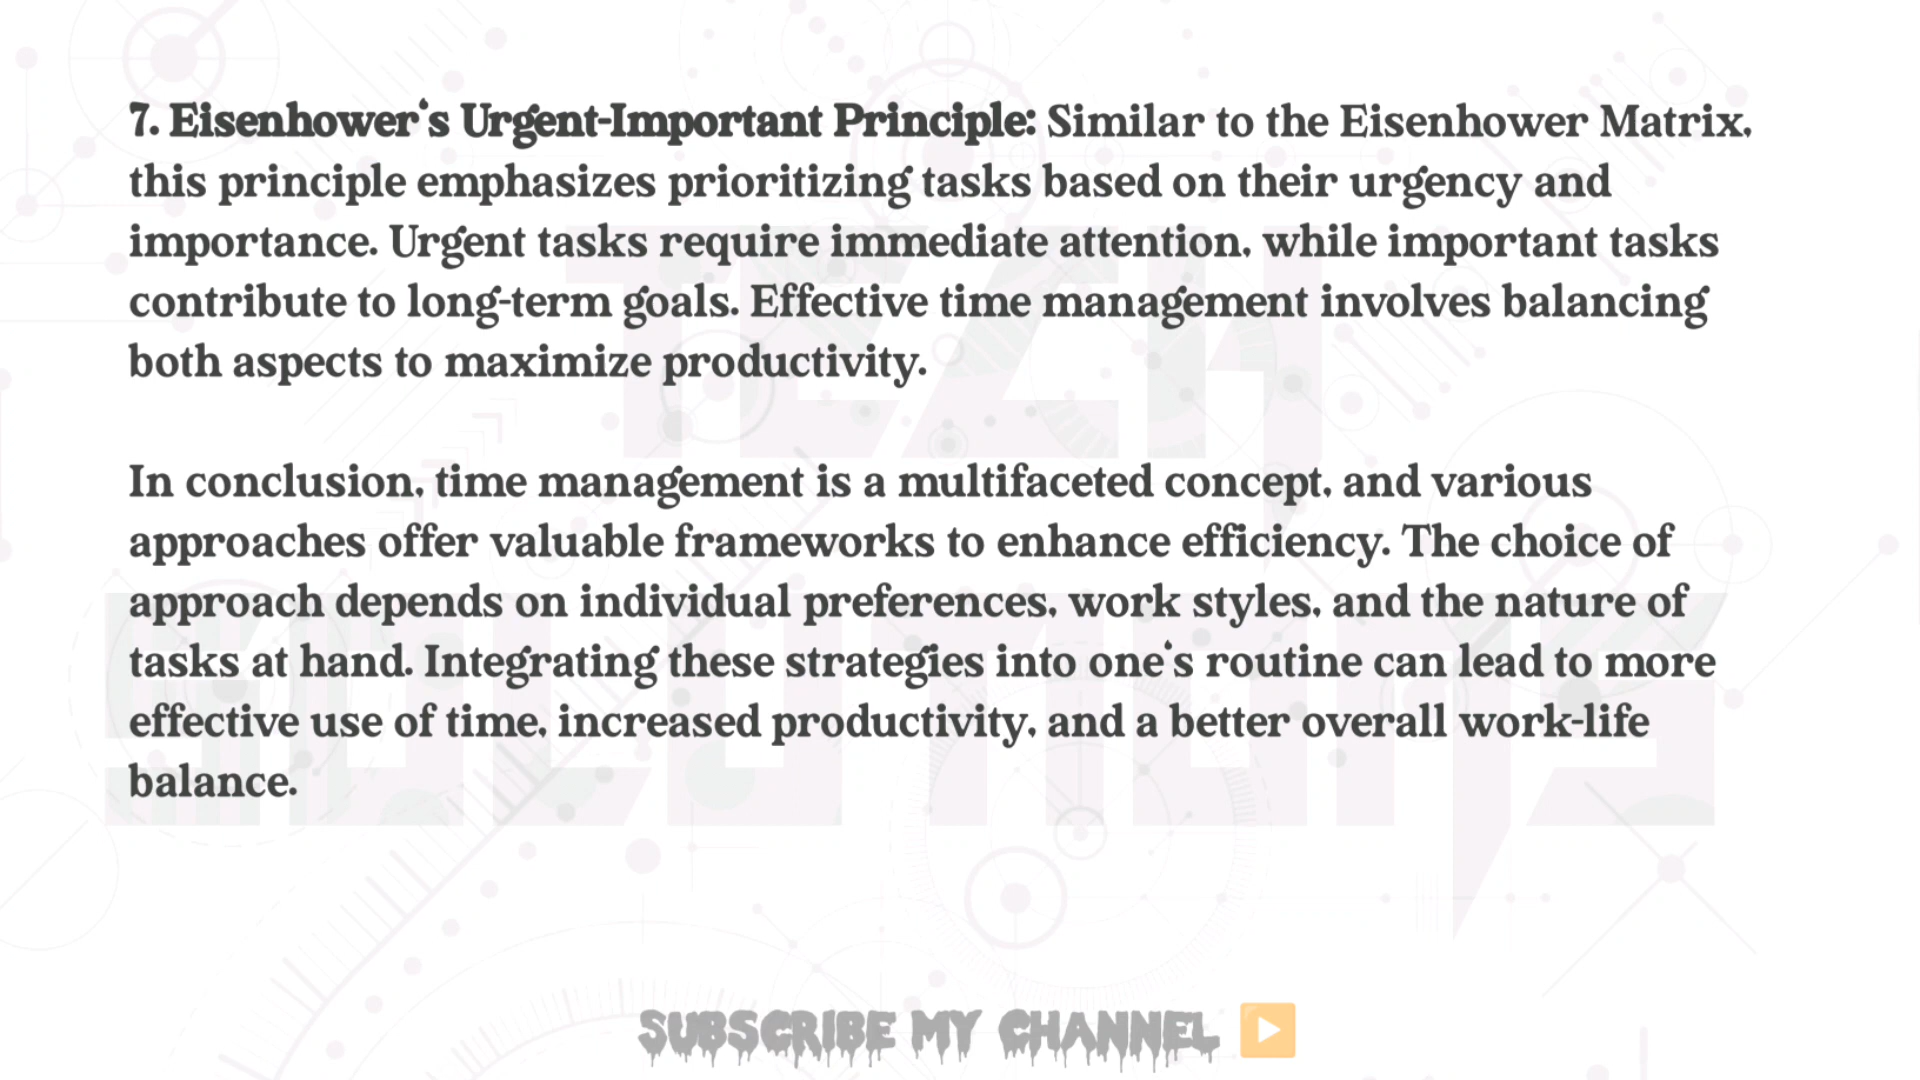 7. Eisenhower's Urgent-Important Principle: Similar to the Eisenhower Matrix,
this principle emphasizes prioritizing tasks based on their urgency and
importance. Urgent tasks require immediate attention, while important tasks
contribute to long-term goals. Effective time management involves balancing
both aspects to maximize productivity.
In conclusion, time management is a multifaceted concept, and various
approaches offer valuable frameworks to enhance efficiency. The choice of
approach depends on individual preferences, work styles, and the nature of
tasks at hand. Integrating these strategies into one's routine can lead to more
effective use of time, increased productivity, and a better overall work-life
balance.
SUBSCRIBE MY CHANNEL